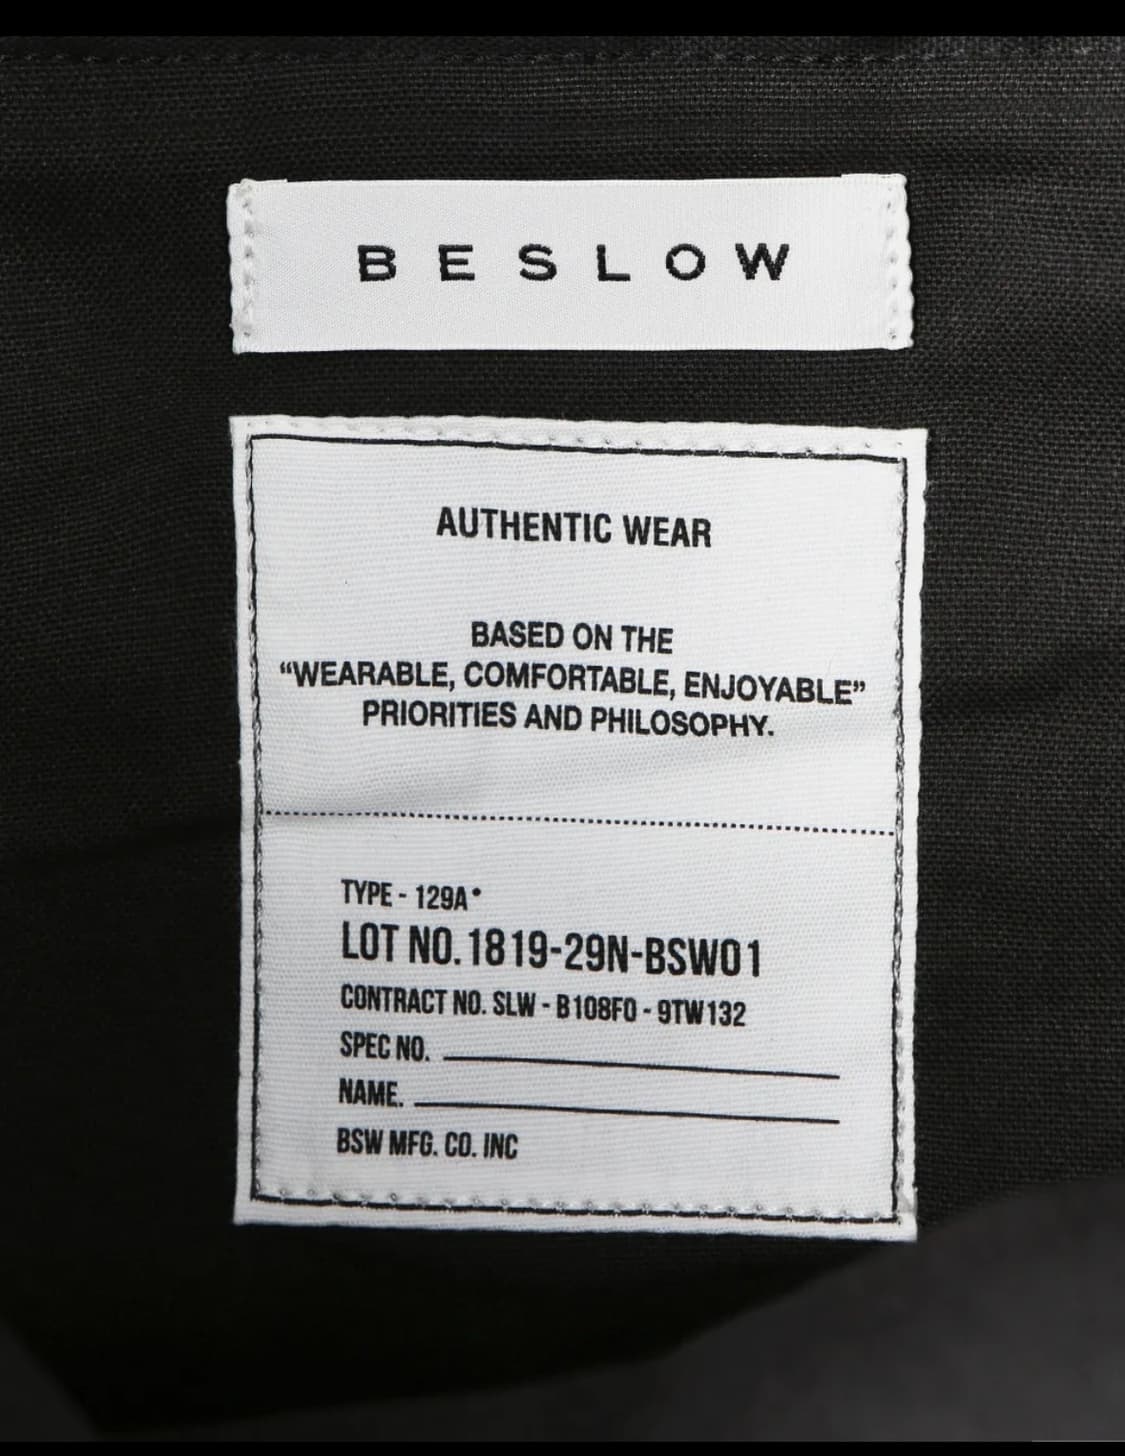 BESLOW
AUTHENTIC WEAR
BASED ON THE
“WEARABLE, COMFORTABLE, ENJOYABLE”
PRIORITIES AND PHILOSOPHY.
TYPE - 129A•
LOT NO. 1819-29N-BSW01
CONTRACT NO. SLW - B108F0 - 9TW132
SPEC NO.
NAME.
BSW MFG. CO. INC